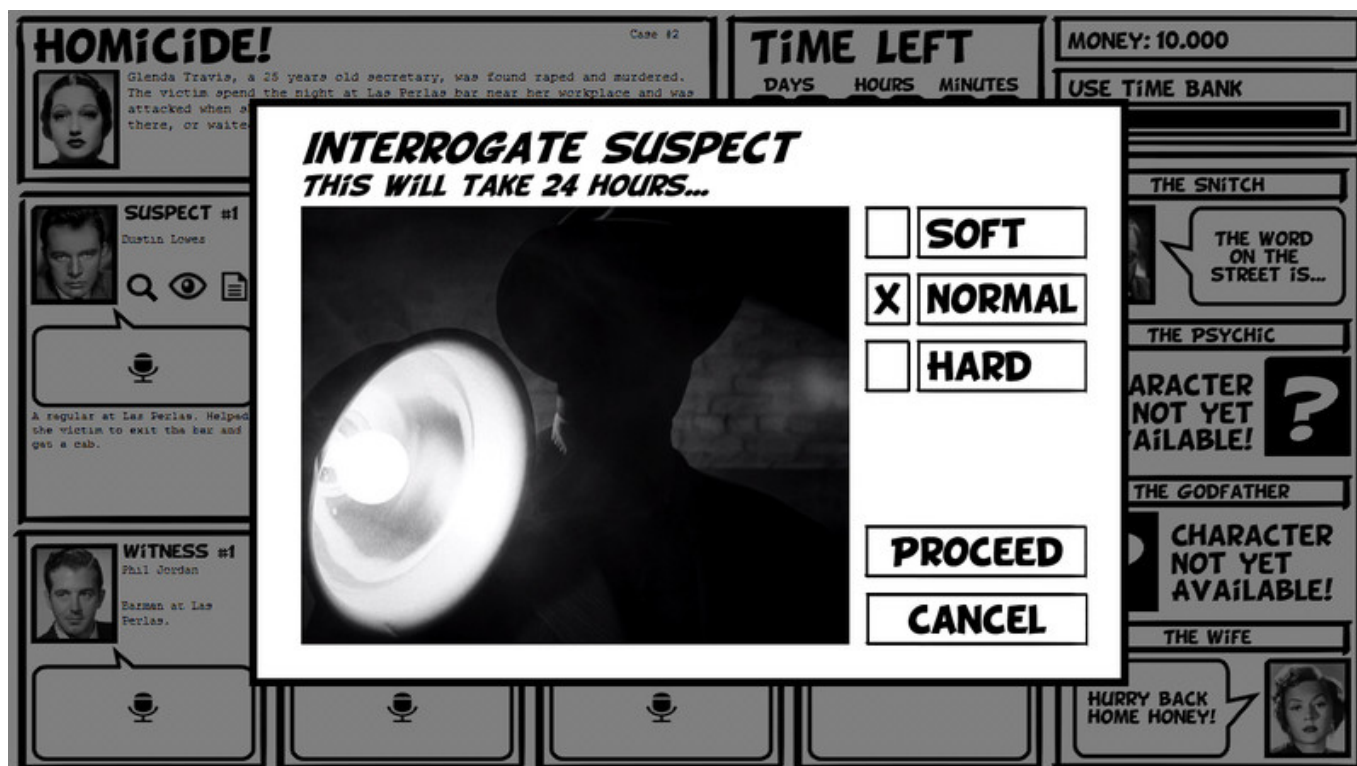 HOMiCiDE!
Case #2
Glenda Travis, a 25 years old secretary, was found raped and murdered.
The victim spend the night at Las Perlas bar near her workplace and was
attacked when
there, or
TiME LEFT
DAYS HOURS MiNUTES
MONEY: 10.000
USE TiME BANK
INTERROGATE SUSPECT
THiS WiLL TAKE 24 HOURS...
SOFT
X NORMAL
HARD
PROCEED
CANCEL
SUSPECT #1
Dustin Lowes
A regular at Las Perlas. Helped
the victim to exit the bar and
get a cab.
WiTNESS #1
Phil Jordan
Barman at Las
Perlas.
THE SNiTCH
THE WORD
ON THE
STREET iS...
THE PSYCHiC
NOT YET
?
THE GODFATHER
CHARACTER
NOT YET
AVAiLABLE!
THE WiFE
HURRY BACK
HOME HONEY!